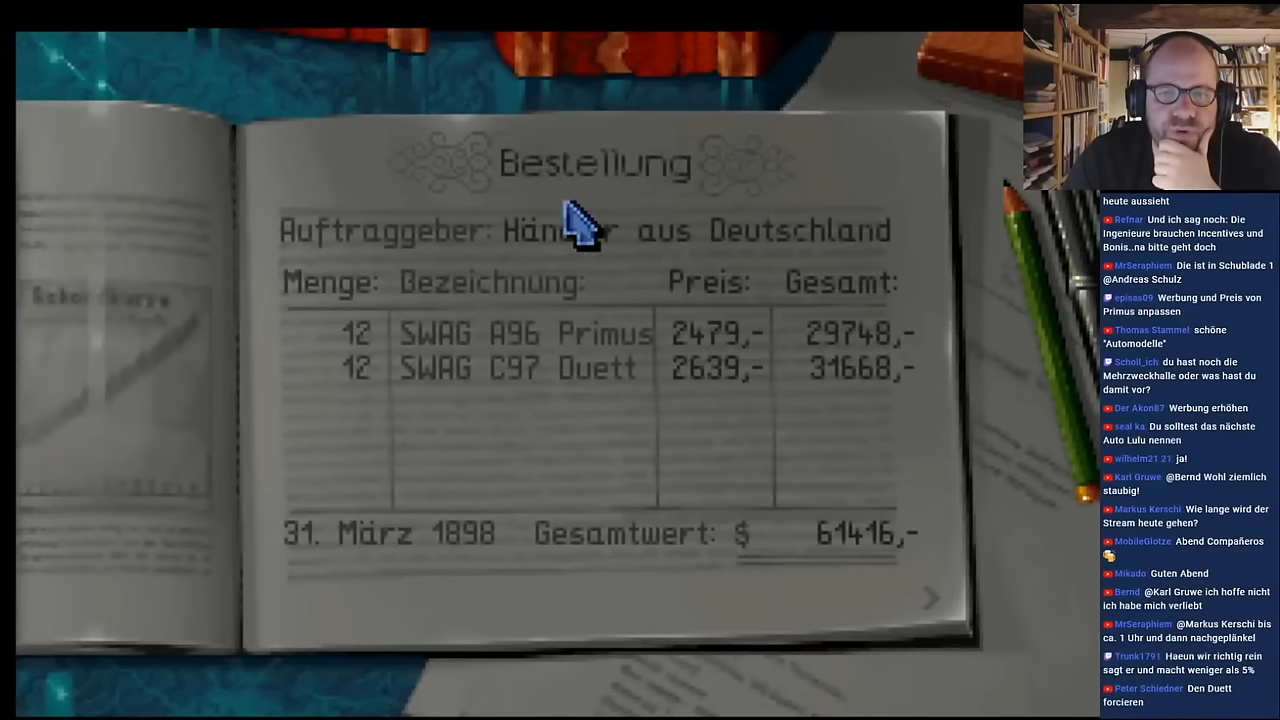 Bestellung
Auftraggeber: Händler aus Deutschland
Menge: Bezeichnung: Preis: Gesamt:
12 SWAG A96 Primus 2479,- 29748,-
12 SWAG C97 Duett 2639,- 31668,-
31. März 1898 Gesamtwert: $ 61416,-
heute aussieht
Refnar Und ich sag noch: Die
Ingenieure brauchen Incentives und
Bonis..na bitte geht doch
MrSeraphiem Die ist in Schublade 1
@Andreas Schulz
episas09 Werbung und Preis von
Primus anpassen
Thomas Stammel schöne
"Automodelle"
Scholl_ich du hast noch die
Mehrzweckhalle oder was hast du
damit vor?
Der Akon87 Werbung erhöhen
seal ka Du solltest das nächste
Auto Lulu nennen
wilhelm21 21 ja!
Karl Gruwe @Bernd Wohl ziemlich
staubig!
Markus Kerschi Wie lange wird der
Stream heute gehen?
MobileGlotze Abend Compañeros
Mikado Guten Abend
Bernd @Karl Gruwe ich hoffe nicht
ich habe mich verliebt
MrSeraphiem @Markus Kerschi bis
ca. 1 Uhr und dann nachgeplänkel
Trunk1791 Haeun wir richtig rein
sagt er und macht weniger als 5%
Peter Schiedner Den Duett
forcieren